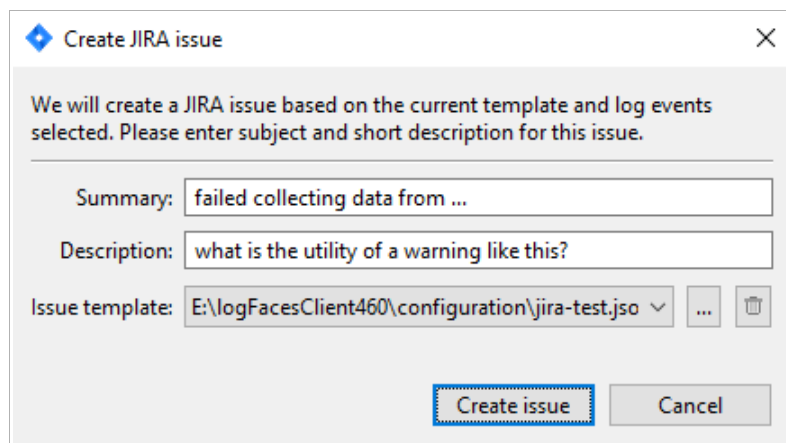 Create JIRA issue
We will create a JIRA issue based on the current template and log events
selected. Please enter subject and short description for this issue.
Summary: failed collecting data from ...
Description: what is the utility of a warning like this?
Issue template: E:\logFacesClient460\configuration\jira-test.jso ...
Create issue Cancel